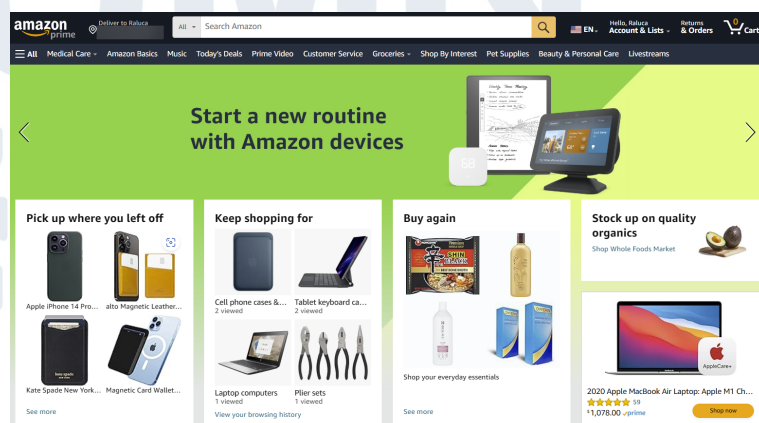 amazon
prime
Deliver to Raluca
All
Search Amazon
EN
Hello, Raluca
Account & Lists
Returns
& Orders
0
Cart
All
Medical Care
Amazon Basics
Music
Today's Deals
Prime Video
Customer Service
Groceries
Shop By Interest
Pet Supplies
Beauty & Personal Care
Livestreams
Start a new routine
with Amazon devices
68
Pick up where you left off
Apple iPhone 14 Pro...
alto Magnetic Leather...
kate spade
Kate Spade New York...
Magnetic Card Wallet...
See more
Keep shopping for
Cell phone cases &...
2 viewed
Tablet keyboard ca...
2 viewed
Laptop computers
1 viewed
Plier sets
1 viewed
View your browsing history
Buy again
SHIN
Shop your everyday essentials
See more
Stock up on quality
organics
Shop Whole Foods Market
AppleCare+
2020 Apple MacBook Air Laptop: Apple M1 Ch...
59
$1,078.00 prime
Shop now